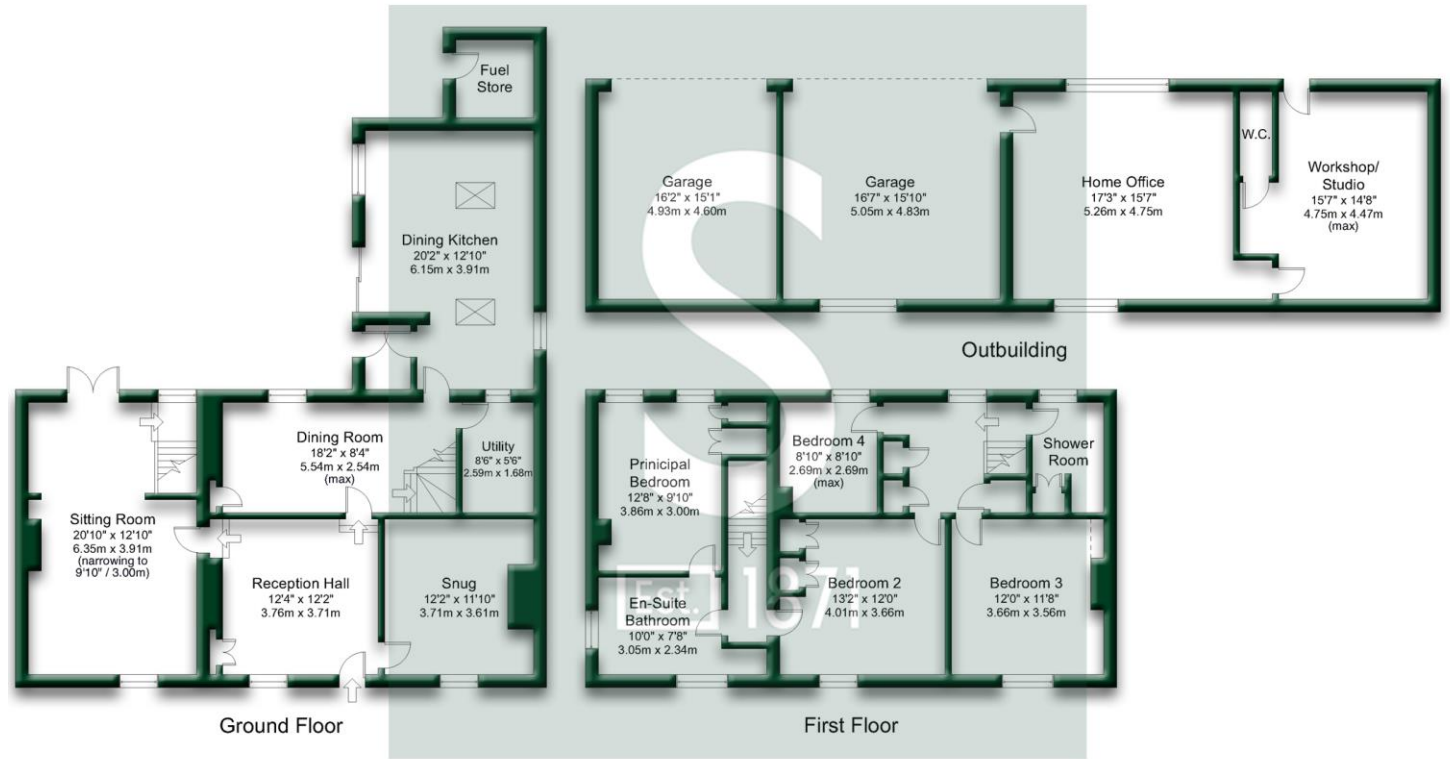 Fuel
Store
Dining Kitchen
20'2" x 12'10"
6.15m x 3.91m
Dining Room
18'2" x 8'4"
5.54m x 2.54m
(max)
Utility
8'6" x 5'6"
2.59m x 1.68m
Sitting Room
20'10" x 12'10"
6.35m x 3.91m
(narrowing to
9'10" / 3.00m)
Reception Hall
12'4" x 12'2"
3.76m x 3.71m
Snug
12'2" x 11'10"
3.71m x 3.61m
Ground Floor
Garage
16'2" x 15'1"
4.93m x 4.60m
Garage
16'7" x 15'10"
5.05m x 4.83m
Home Office
17'3" x 15'7"
5.26m x 4.75m
W.C.
Workshop/
Studio
15'7" x 14'8"
4.75m x 4.47m
(max)
Outbuilding
Prinicipal
Bedroom
12'8" x 9'10"
3.86m x 3.00m
Bedroom 4
8'10" x 8'10"
2.69m x 2.69m
(max)
Shower
Room
En-Suite
Bathroom
10'0" x 7'8"
3.05m x 2.34m
Bedroom 2
13'2" x 12'0"
4.01m x 3.66m
Bedroom 3
12'0" x 11'8"
3.66m x 3.56m
First Floor
S
Est. 1871